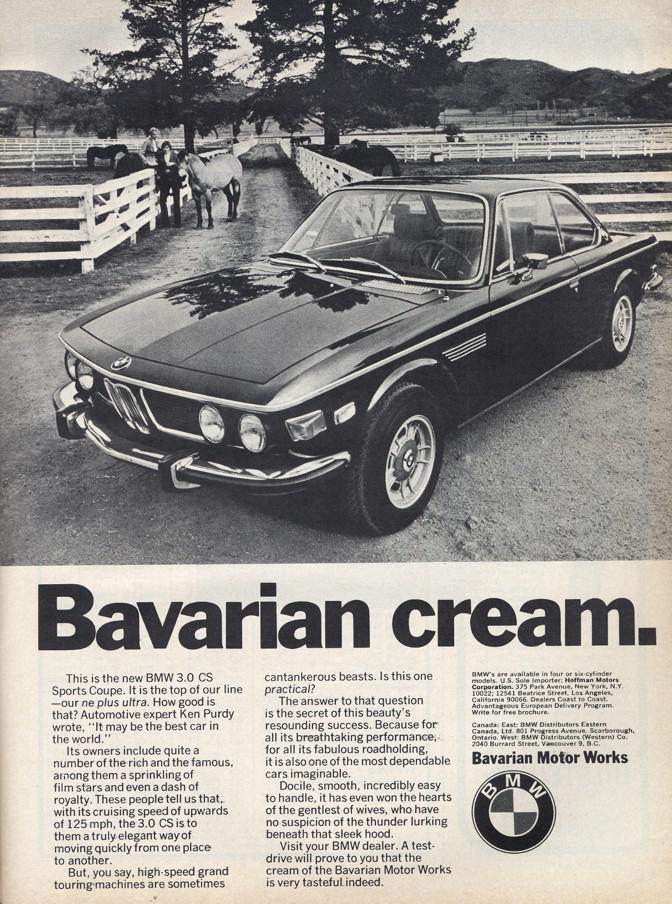 Bavarian cream.
This is the new BMW 3.0 CS
Sports Coupe. It is the top of our line
—our ne plus ultra. How good is
that? Automotive expert Ken Purdy
wrote, "It may be the best car in
the world."
Its owners include quite a
number of the rich and the famous,
among them a sprinkling of
film stars and even a dash of
royalty. These people tell us that,
with its cruising speed of upwards
of 125 mph, the 3.0 CS is to
them a truly elegant way of
moving quickly from one place
to another.
But, you say, high-speed grand
touring machines are sometimes
cantankerous beasts. Is this one
practical?
The answer to that question
is the secret of this beauty's
resounding success. Because for
all its breathtaking performance,
for all its fabulous roadholding,
it is also one of the most dependable
cars imaginable.
Docile, smooth, incredibly easy
to handle, it has even won the hearts
of the gentlest of wives, who have
no suspicion of the thunder lurking
beneath that sleek hood.
Visit your BMW dealer. A test-
drive will prove to you that the
cream of the Bavarian Motor Works
is very tasteful indeed.
BMW's are available in four or six-cylinder
models. U.S. Sole Importer: Hoffman Motors
Corporation. 375 Park Avenue, New York, N.Y.
10022; 12541 Beatrice Street, Los Angeles,
California 90066. Dealers Coast to Coast.
Advantageous European Delivery Program.
Write for free brochure.
Canada: East: BMW Distributors Eastern
Canada, Ltd. 801 Progress Avenue, Scarborough,
Ontario. West: BMW Distributors (Western) Co.
2040 Burrard Street, Vancouver 9, B.C.
Bavarian Motor Works
BMW